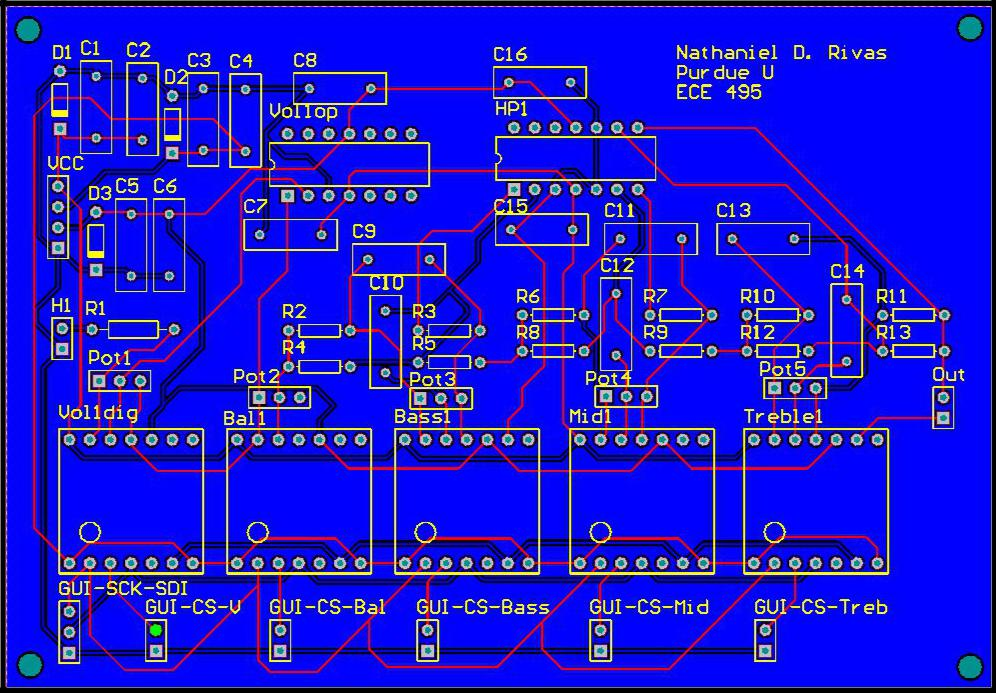 Nathaniel D. Rivas
Purdue U
ECE 495
D1 C1 C2 D2 C3 C4 C8 C16
Vollop HP1
VCC
D3 C5 C6 C7 C9 C15 C11 C13
C12 C14
C10
H1 R1 R2 R3 R6 R7 R10 R11
R4 R5 R8 R9 R12 R13
Pot1 Pot2 Pot3 Pot4 Pot5 Out
Volldig Bal1 Bass1 Mid1 Treble1
GUI-SCK-SDI
GUI-CS-V GUI-CS-Bal GUI-CS-Bass GUI-CS-Mid GUI-CS-Treb